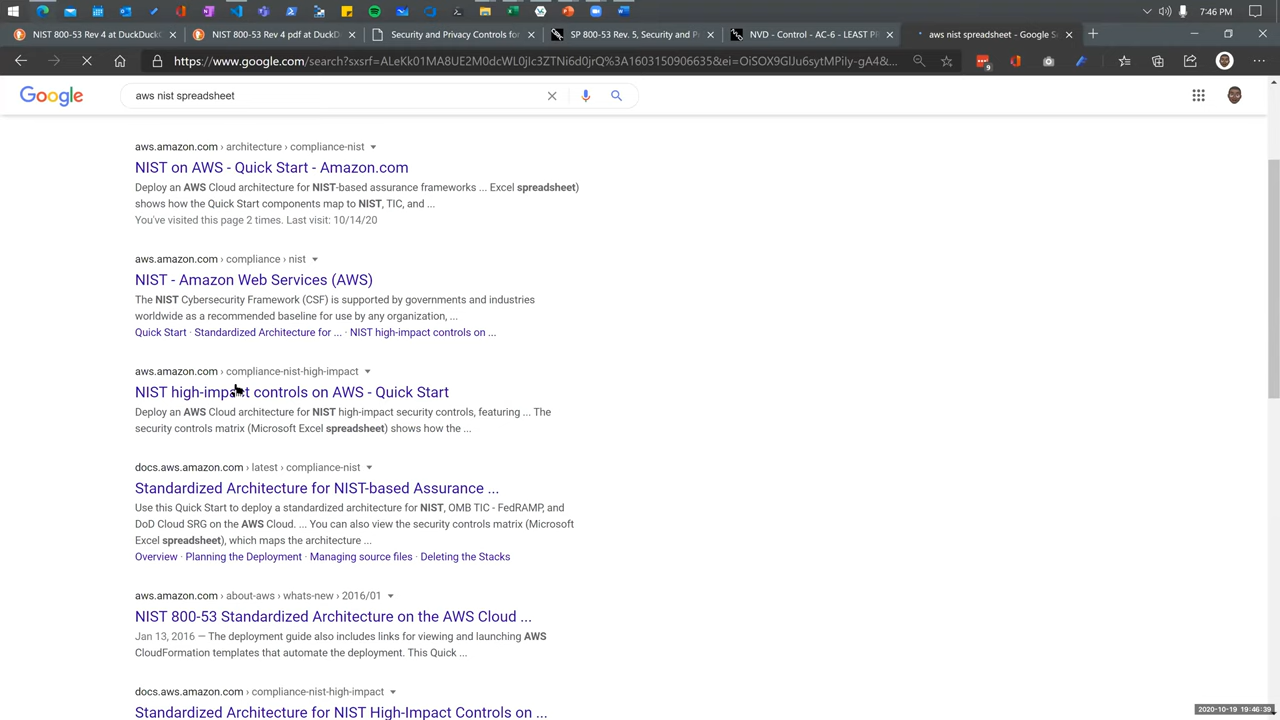 7:46 PM
NIST 800-53 Rev 4 at DuckDuckC
NIST 800-53 Rev 4 pdf at DuckDu
Security and Privacy Controls for
SP 800-53 Rev. 5, Security and Pr
NVD - Control - AC-6 - LEAST PR
aws nist spreadsheet - Google Se
https://www.google.com/search?sxsrf=ALeKk01MA8UE2M0dcWL0jlc3ZTNi6d0jrQ%3A1603150906635&ei=OiSOX9GlJu6sytMPily-gA4&...
9
Google
aws nist spreadsheet
aws.amazon.com › architecture › compliance-nist
NIST on AWS - Quick Start - Amazon.com
Deploy an AWS Cloud architecture for NIST-based assurance frameworks ... Excel spreadsheet)
shows how the Quick Start components map to NIST, TIC, and ...
You've visited this page 2 times. Last visit: 10/14/20
aws.amazon.com › compliance › nist
NIST - Amazon Web Services (AWS)
The NIST Cybersecurity Framework (CSF) is supported by governments and industries
worldwide as a recommended baseline for use by any organization, ...
Quick Start · Standardized Architecture for ... · NIST high-impact controls on ...
aws.amazon.com › compliance-nist-high-impact
NIST high-impact controls on AWS - Quick Start
Deploy an AWS Cloud architecture for NIST high-impact security controls, featuring ... The
security controls matrix (Microsoft Excel spreadsheet) shows how the ...
docs.aws.amazon.com › latest › compliance-nist
Standardized Architecture for NIST-based Assurance ...
Use this Quick Start to deploy a standardized architecture for NIST, OMB TIC - FedRAMP, and
DoD Cloud SRG on the AWS Cloud. ... You can also view the security controls matrix (Microsoft
Excel spreadsheet), which maps the architecture ...
Overview · Planning the Deployment · Managing source files · Deleting the Stacks
aws.amazon.com › about-aws › whats-new › 2016/01
NIST 800-53 Standardized Architecture on the AWS Cloud ...
Jan 13, 2016 — The deployment guide also includes links for viewing and launching AWS
CloudFormation templates that automate the deployment. This Quick ...
docs.aws.amazon.com › compliance-nist-high-impact
Standardized Architecture for NIST High-Impact Controls on ...
2020-10-19 19:46:39